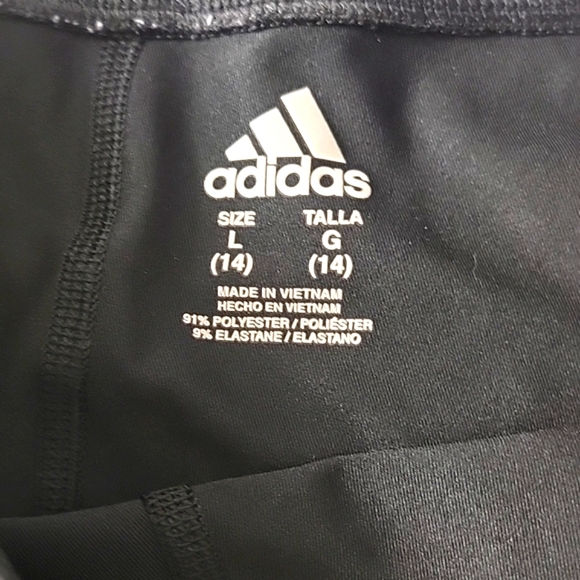 adidas
SIZE TALLA
L G
(14) (14)
MADE IN VIETNAM
HECHO EN VIETNAM
91% POLYESTER / POLIÉSTER
9% ELASTANE / ELASTANO